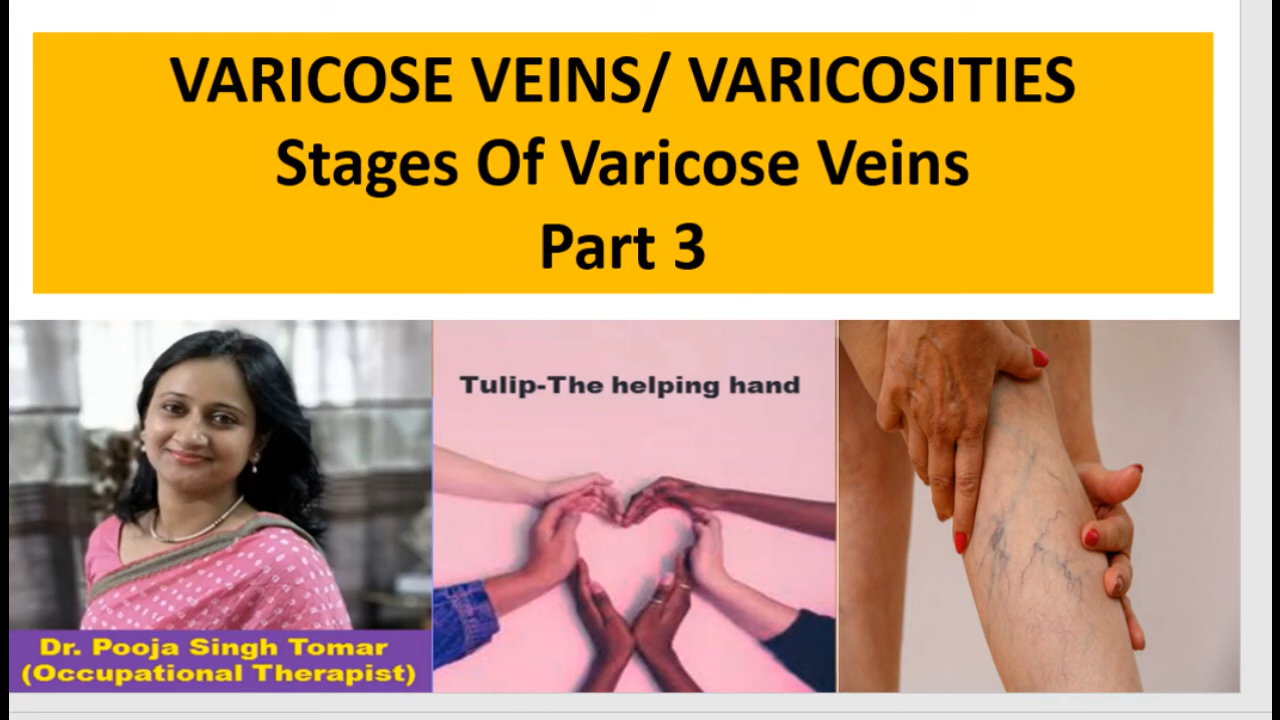 VARICOSE VEINS/ VARICOSITIES
Stages Of Varicose Veins
Part 3
Tulip-The helping hand
Dr. Pooja Singh Tomar
(Occupational Therapist)